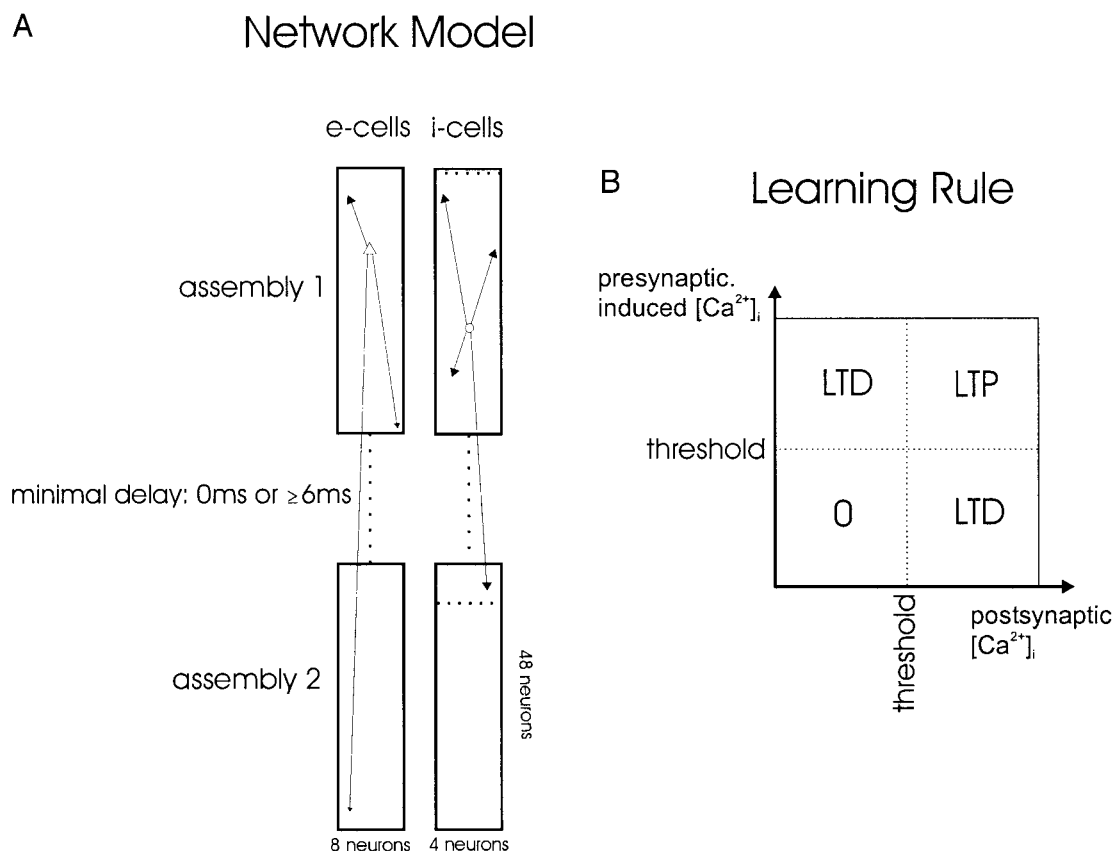 A
Network Model
e-cells
i-cells
assembly 1
minimal delay: 0ms or ≥6ms
assembly 2
48 neurons
8 neurons
4 neurons
B
Learning Rule
presynaptic.
induced [Ca²⁺]ᵢ
LTD
LTP
threshold
0
LTD
threshold
postsynaptic
[Ca²⁺]ᵢ